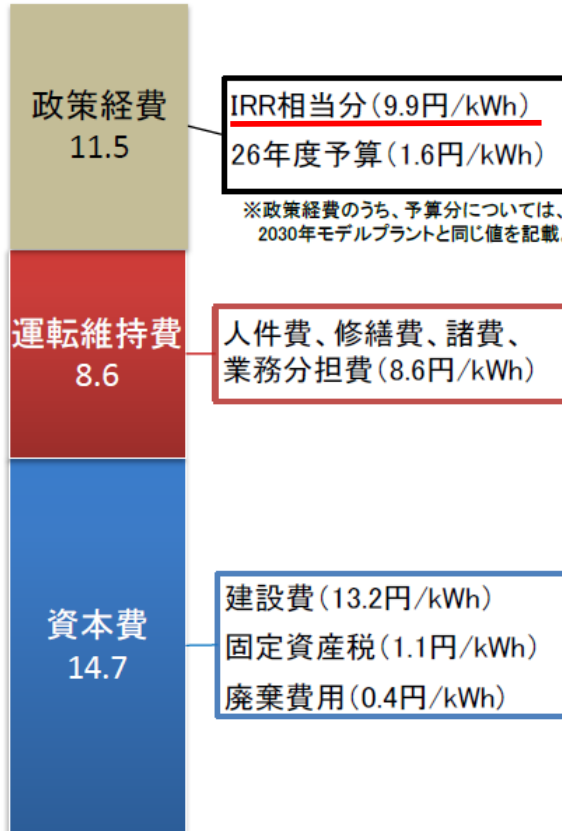 政策経費
11.5
IRR相当分(9.9円/kWh)
26年度予算(1.6円/kWh)
※政策経費のうち、予算分については、
2030年モデルプラントと同じ値を記載。
運転維持費
8.6
人件費、修繕費、諸費、
業務分担費(8.6円/kWh)
資本費
14.7
建設費(13.2円/kWh)
固定資産税(1.1円/kWh)
廃棄費用(0.4円/kWh)